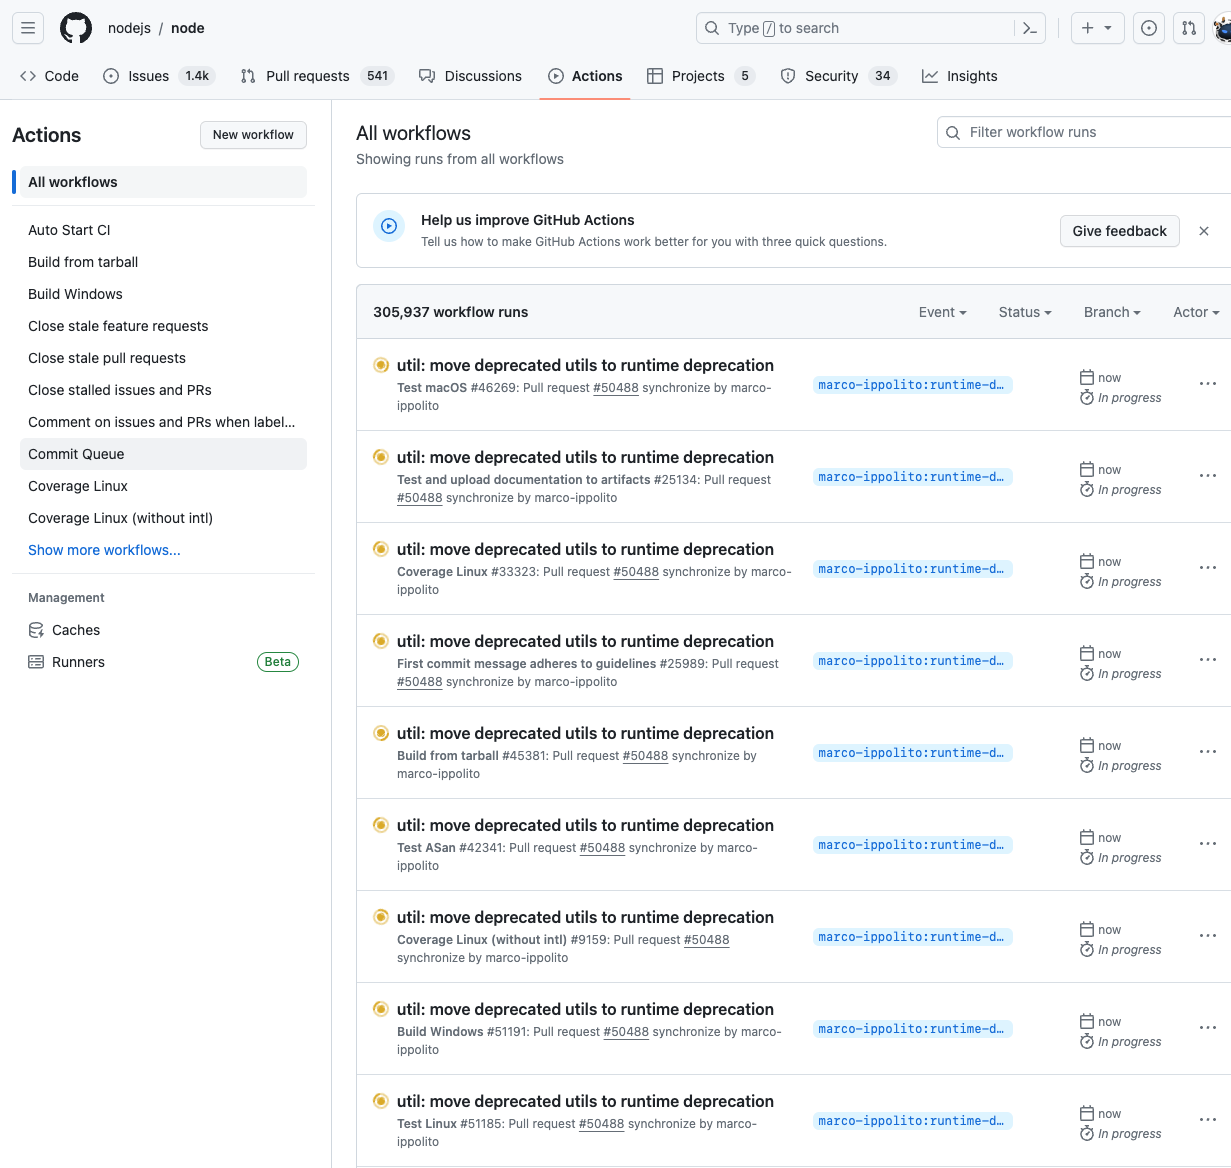 nodejs / node
Type / to search
Code
Issues 1.4k
Pull requests 541
Discussions
Actions
Projects 5
Security 34
Insights
Actions
New workflow
All workflows
Auto Start CI
Build from tarball
Build Windows
Close stale feature requests
Close stale pull requests
Close stalled issues and PRs
Comment on issues and PRs when label...
Commit Queue
Coverage Linux
Coverage Linux (without intl)
Show more workflows...
Management
Caches
Runners
Beta
All workflows
Showing runs from all workflows
Filter workflow runs
Help us improve GitHub Actions
Tell us how to make GitHub Actions work better for you with three quick questions.
Give feedback
305,937 workflow runs
Event
Status
Branch
Actor
util: move deprecated utils to runtime deprecation
Test macOS #46269: Pull request #50488 synchronize by marco-
ippolito
marco-ippolito:runtime-d…
now
In progress
util: move deprecated utils to runtime deprecation
Test and upload documentation to artifacts #25134: Pull request
#50488 synchronize by marco-ippolito
marco-ippolito:runtime-d…
now
In progress
util: move deprecated utils to runtime deprecation
Coverage Linux #33323: Pull request #50488 synchronize by marco-
ippolito
marco-ippolito:runtime-d…
now
In progress
util: move deprecated utils to runtime deprecation
First commit message adheres to guidelines #25989: Pull request
#50488 synchronize by marco-ippolito
marco-ippolito:runtime-d…
now
In progress
util: move deprecated utils to runtime deprecation
Build from tarball #45381: Pull request #50488 synchronize by
marco-ippolito
marco-ippolito:runtime-d…
now
In progress
util: move deprecated utils to runtime deprecation
Test ASan #42341: Pull request #50488 synchronize by marco-
ippolito
marco-ippolito:runtime-d…
now
In progress
util: move deprecated utils to runtime deprecation
Coverage Linux (without intl) #9159: Pull request #50488
synchronize by marco-ippolito
marco-ippolito:runtime-d…
now
In progress
util: move deprecated utils to runtime deprecation
Build Windows #51191: Pull request #50488 synchronize by marco-
ippolito
marco-ippolito:runtime-d…
now
In progress
util: move deprecated utils to runtime deprecation
Test Linux #51185: Pull request #50488 synchronize by marco-
ippolito
marco-ippolito:runtime-d…
now
In progress